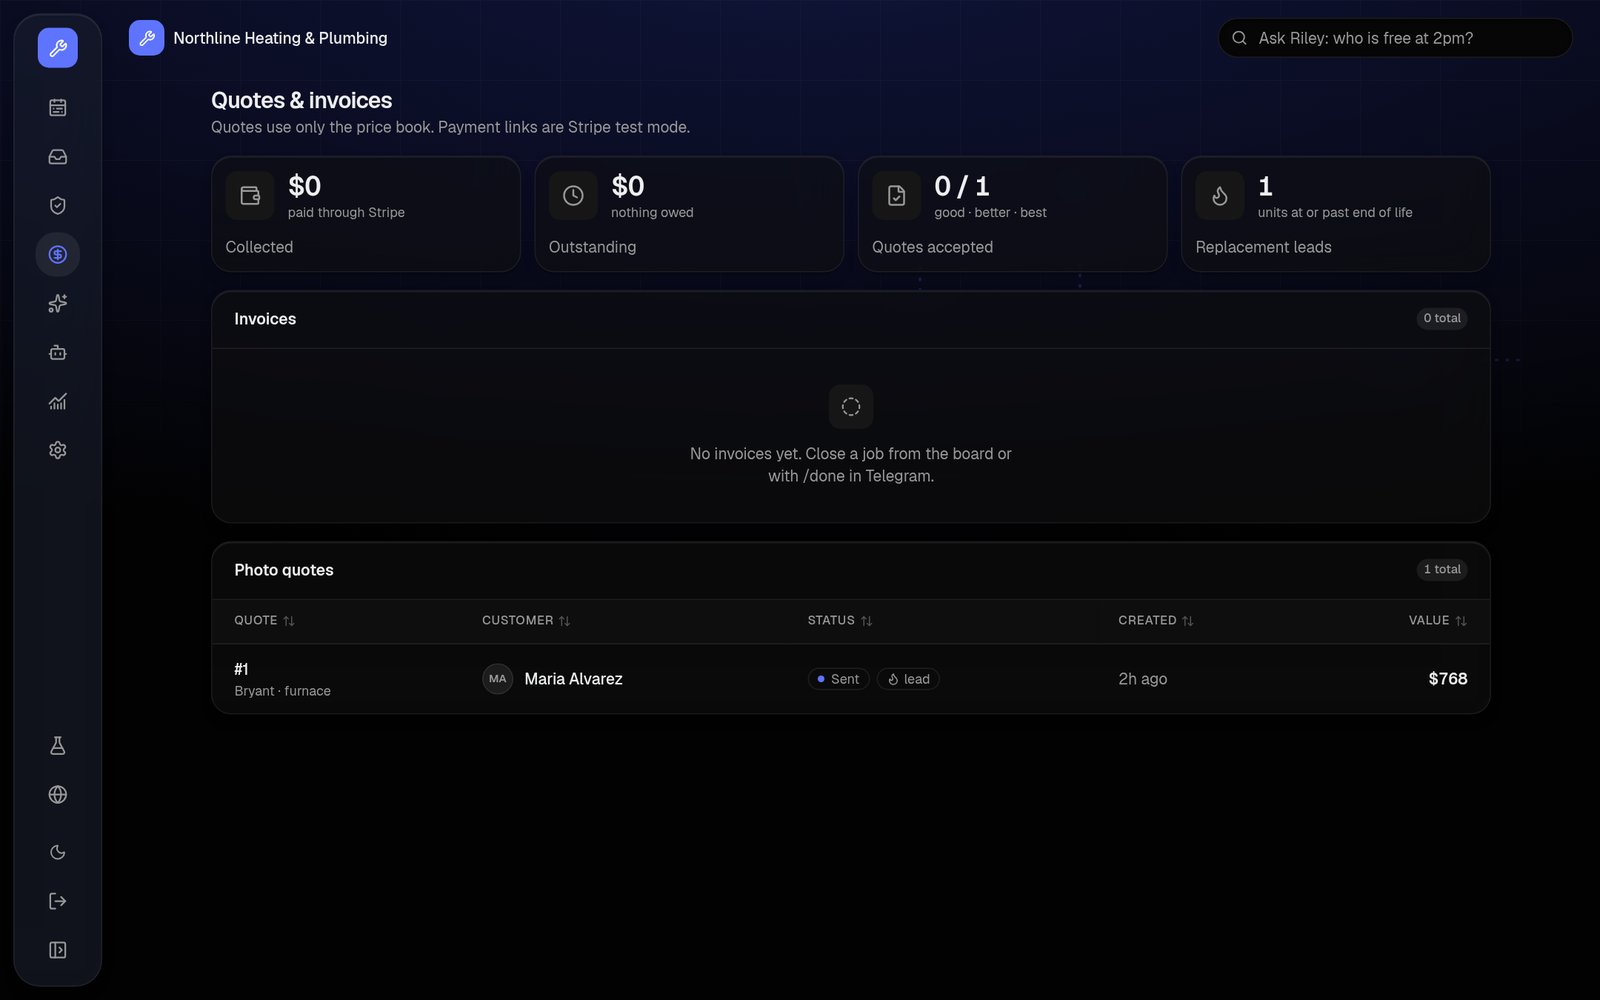 Northline Heating & Plumbing
Ask Riley: who is free at 2pm?
Quotes & invoices
Quotes use only the price book. Payment links are Stripe test mode.
$0
paid through Stripe
Collected
$0
nothing owed
Outstanding
0 / 1
good · better · best
Quotes accepted
1
units at or past end of life
Replacement leads
Invoices
0 total
No invoices yet. Close a job from the board or
with /done in Telegram.
Photo quotes
1 total
QUOTE CUSTOMER STATUS CREATED VALUE
#1
Bryant · furnace
MA Maria Alvarez
Sent
lead
2h ago
$768